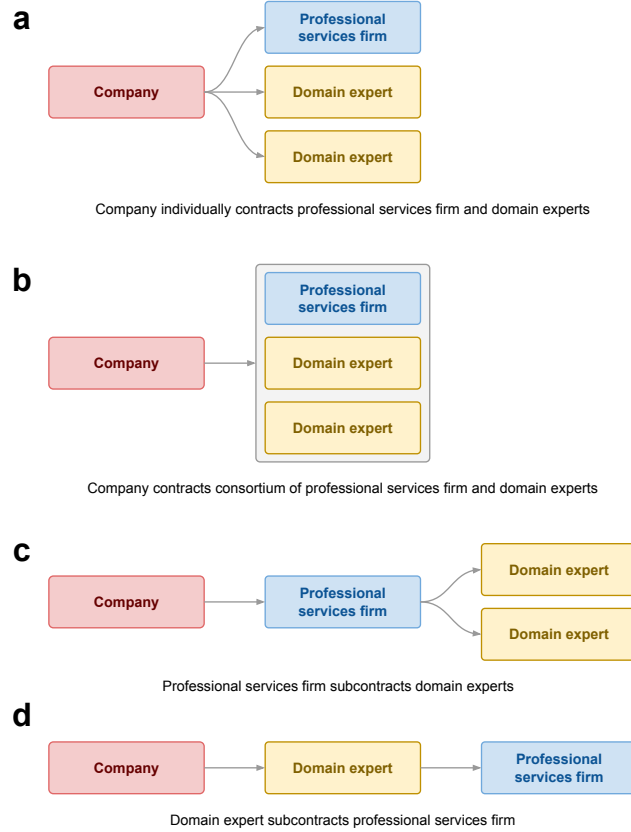 a
Professional
services firm
Company
Domain expert
Domain expert
Company individually contracts professional services firm and domain experts
b
Professional
services firm
Company
Domain expert
Domain expert
Company contracts consortium of professional services firm and domain experts
c
Domain expert
Company
Professional
services firm
Domain expert
Professional services firm subcontracts domain experts
d
Company
Domain expert
Professional
services firm
Domain expert subcontracts professional services firm